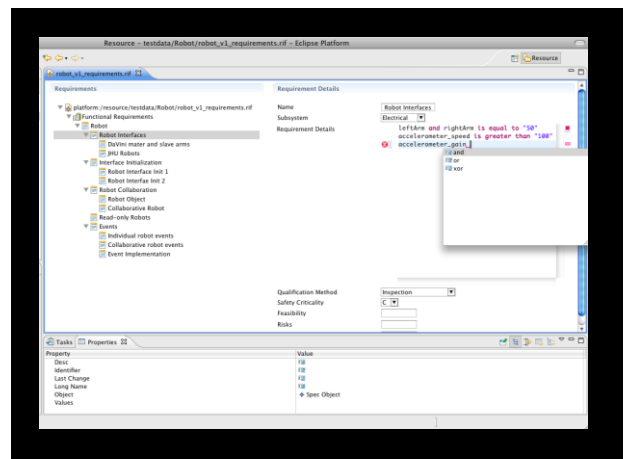 Resource - testdata/Robot/robot_v1_requirements.rif - Eclipse Platform
Resource
robot_v1_requirements.rif
Requirements
Requirement Details
platform:/resource/testdata/Robot/robot_v1_requirements.rif
Functional Requirements
Robot
Robot Interfaces
DaVini mater and slave arms
JHU Robots
Interface Initialization
Robot Interface Init 1
Robot Interfae Init 2
Robot Collaboration
Robot Object
Collaborative Robot
Read-only Robots
Events
Individual robot events
Collaborative robot events
Event Implementation
Name
Robot Interfaces
Subsystem
Electrical
Requirement Details
leftArm and rightArm is equal to "50"
accelerometer_speed is greater than "100"
accelerometer_gain_
and
or
xor
Qualification Method
Inspection
Safety Criticality
C
Feasibility
Risks
Tasks
Properties
Property Value
Desc
Identifier
Last Change
Long Name
Object Spec Object
Values